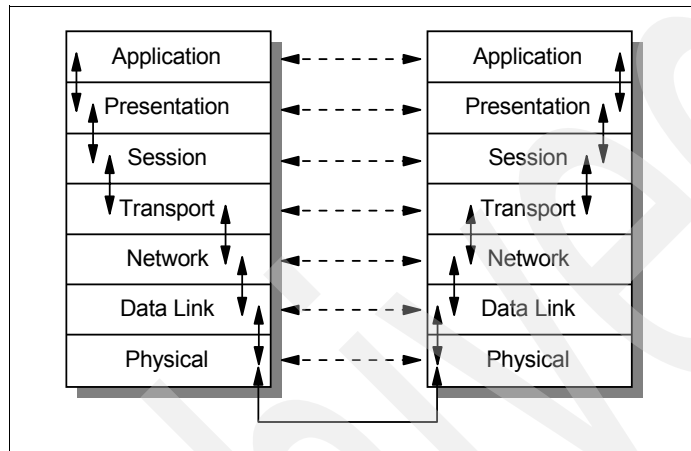 Application
Presentation
Session
Transport
Network
Data Link
Physical
Application
Presentation
Session
Transport
Network
Data Link
Physical